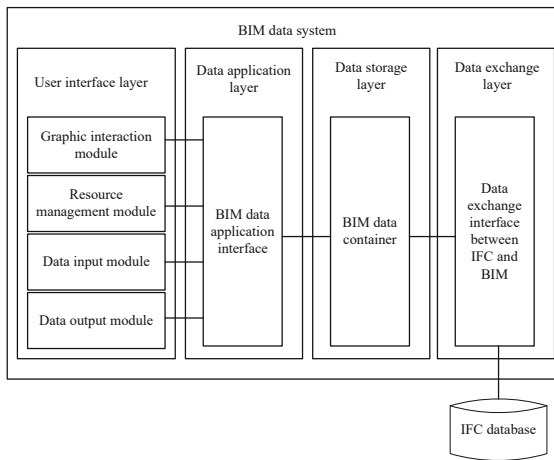 BIM data system
User interface layer
Graphic interaction
module
Resource
management module
Data input module
Data output module
Data application
layer
BIM data
application
interface
Data storage
layer
BIM data
container
Data exchange
layer
Data
exchange
interface
between
IFC and
BIM
IFC database